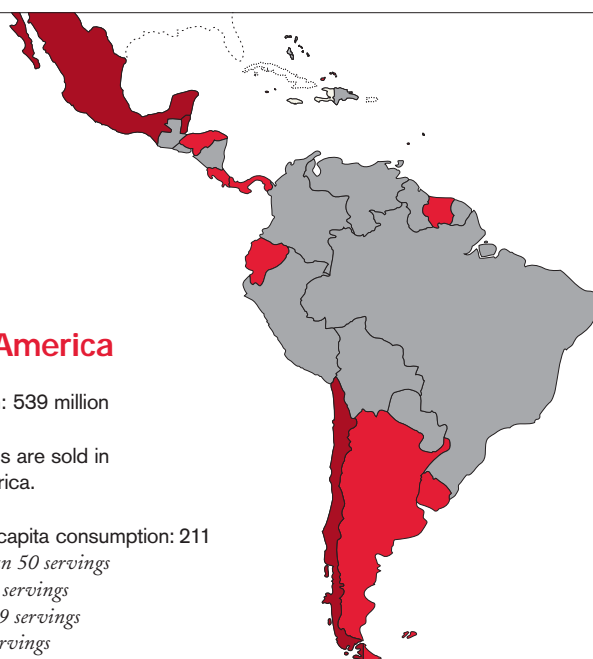 America
: 539 million
s are sold in
rica.
capita consumption: 211
n 50 servings
servings
9 servings
rvings